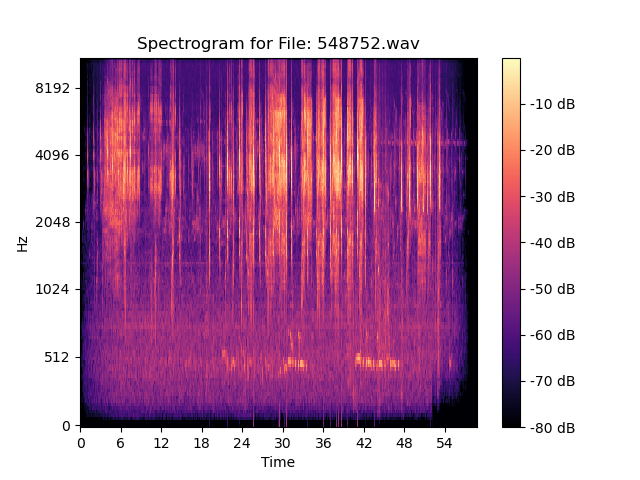 Spectrogram for File: 548752.wav
8192
4096
2048
1024
512
0
Hz
0 6 12 18 24 30 36 42 48 54
Time
-10 dB
-20 dB
-30 dB
-40 dB
-50 dB
-60 dB
-70 dB
-80 dB